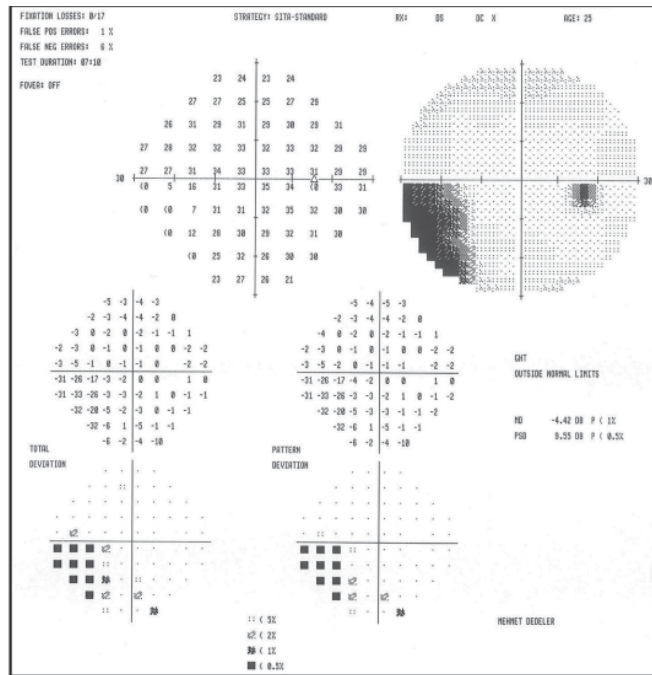 FIXATION LOSSES: 0/17 STRATEGY: SITA-STANDARD RX: DS DC X AGE: 25
FALSE POS ERRORS: 1 %
FALSE NEG ERRORS: 6 %
TEST DURATION: 07:10
FOVEA: OFF
23 24 23 24
27 27 25 25 27 29
26 31 29 31 29 30 29 31
27 28 32 32 33 32 32 32 29 29
27 27 31 34 33 33 33 31 29 29
30 30
<0 5 16 31 33 35 34 <0 33 31
<0 <0 7 31 31 32 35 32 30 30
<0 12 28 30 29 32 31 30
<0 25 32 26 30 30
23 27 26 21
-5 -3 -4 -3 -5 -4 -5 -3
-2 -3 -4 -4 -2 0 -2 -3 -4 -4 -2 0
-3 0 -2 0 -2 -1 -1 1 -4 0 -2 0 -2 -1 -1 1
-2 -3 0 -1 0 -1 0 0 -2 -2 -2 -3 0 -1 0 -1 0 0 -2 -2
-3 -5 -1 0 -1 -1 0 -2 -2 -3 -5 -1 0 -1 -1 0 -2 -2
GHT
OUTSIDE NORMAL LIMITS
-31 -26 -17 -3 -2 0 0 1 0 -31 -26 -17 -4 -2 0 0 1 0
-31 -33 -26 -3 -3 -2 1 0 -1 -1 -31 -33 -26 -3 -3 -2 1 0 -1 -1
-32 -20 -5 -2 -3 0 -1 -1 -32 -20 -5 -3 -3 -1 -1 -1
-32 -6 1 -5 -1 -1 -32 -6 1 -5 -1 -2
-6 -2 -4 -10 -6 -2 -4 -10
MD -4.42 DB P < 1%
PSD 9.55 DB P < 0.5%
TOTAL PATTERN
DEVIATION DEVIATION
MEHMET DEDELER
< 5%
< 2%
< 1%
< 0.5%